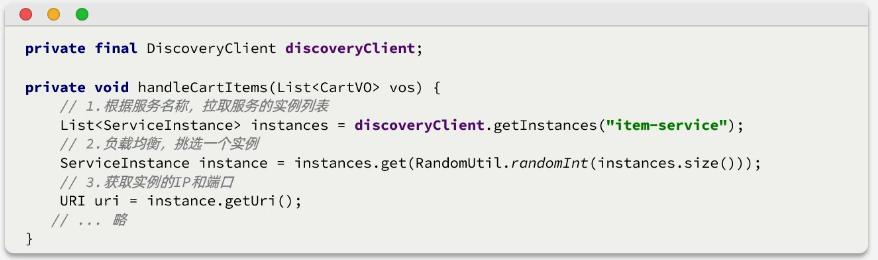 private final DiscoveryClient discoveryClient;
private void handleCartItems(List<CartVO> vos) {
// 1.根据服务名称，拉取服务的实例列表
List<ServiceInstance> instances = discoveryClient.getInstances("item-service");
// 2.负载均衡，挑选一个实例
ServiceInstance instance = instances.get(RandomUtil.randomInt(instances.size()));
// 3.获取实例的IP和端口
URI uri = instance.getUri();
// ... 略
}